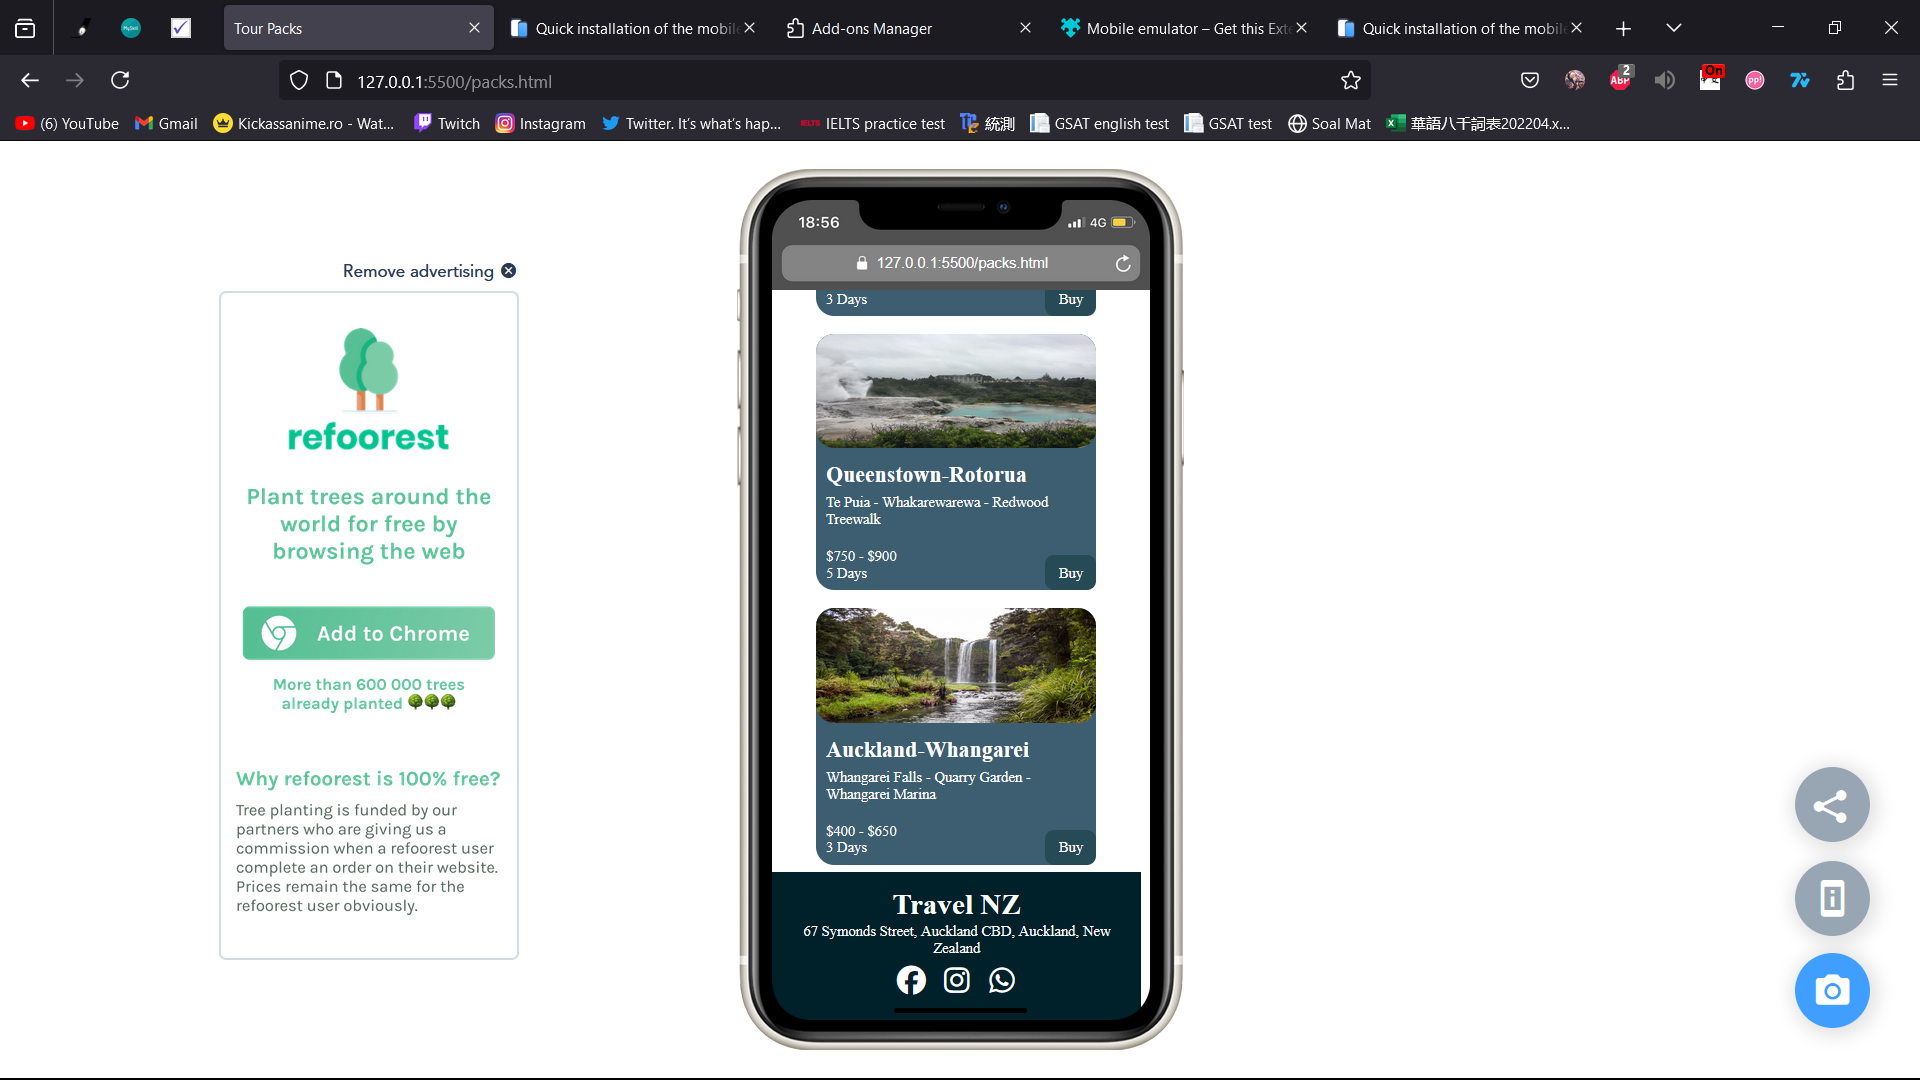 Tour Packs
Quick installation of the mobile
Add-ons Manager
Mobile emulator – Get this Exte
Quick installation of the mobile
127.0.0.1:5500/packs.html
2
ABP
On
pp!
(6) YouTube
Gmail
Kickassanime.ro - Wat...
Twitch
Instagram
Twitter. It's what's hap...
IELTS
IELTS practice test
統測
GSAT english test
GSAT test
Soal Mat
華語八千詞表202204.x...
Remove advertising
refoorest
Plant trees around the
world for free by
browsing the web
Add to Chrome
More than 600 000 trees
already planted 🌳🌳🌳
Why refoorest is 100% free?
Tree planting is funded by our
partners who are giving us a
commission when a refoorest user
complete an order on their website.
Prices remain the same for the
refoorest user obviously.
18:56
4G
127.0.0.1:5500/packs.html
3 Days
Buy
Queenstown-Rotorua
Te Puia - Whakarewarewa - Redwood
Treewalk
$750 - $900
5 Days
Buy
Auckland-Whangarei
Whangarei Falls - Quarry Garden -
Whangarei Marina
$400 - $650
3 Days
Buy
Travel NZ
67 Symonds Street, Auckland CBD, Auckland, New
Zealand